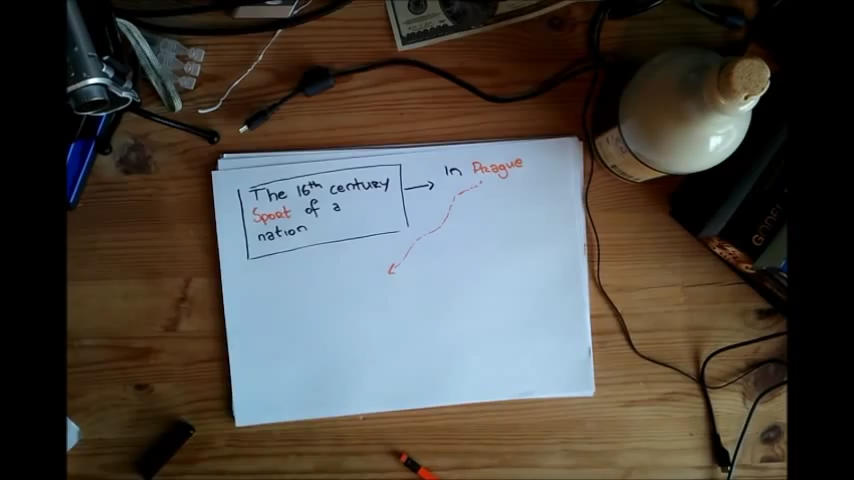 The 16th century
Sport of a
nation
In Prague